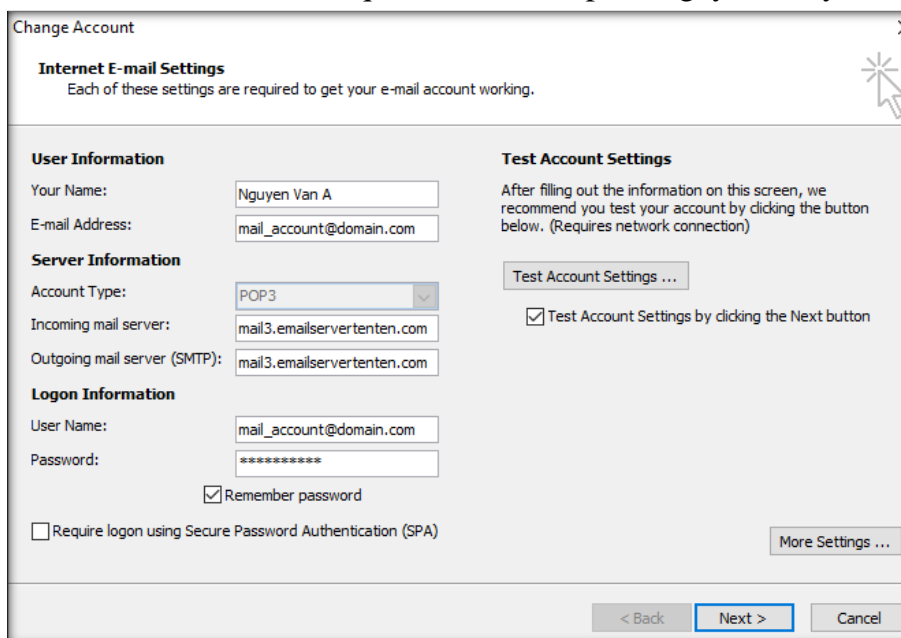 Change Account
Internet E-mail Settings
Each of these settings are required to get your e-mail account working.
User Information
Your Name:
Nguyen Van A
E-mail Address:
mail_account@domain.com
Server Information
Account Type:
POP3
Incoming mail server:
mail3.emailservertenten.com
Outgoing mail server (SMTP):
mail3.emailservertenten.com
Logon Information
User Name:
mail_account@domain.com
Password:
**********
Remember password
Require logon using Secure Password Authentication (SPA)
Test Account Settings
After filling out the information on this screen, we
recommend you test your account by clicking the button
below. (Requires network connection)
Test Account Settings ...
Test Account Settings by clicking the Next button
More Settings ...
< Back
Next >
Cancel